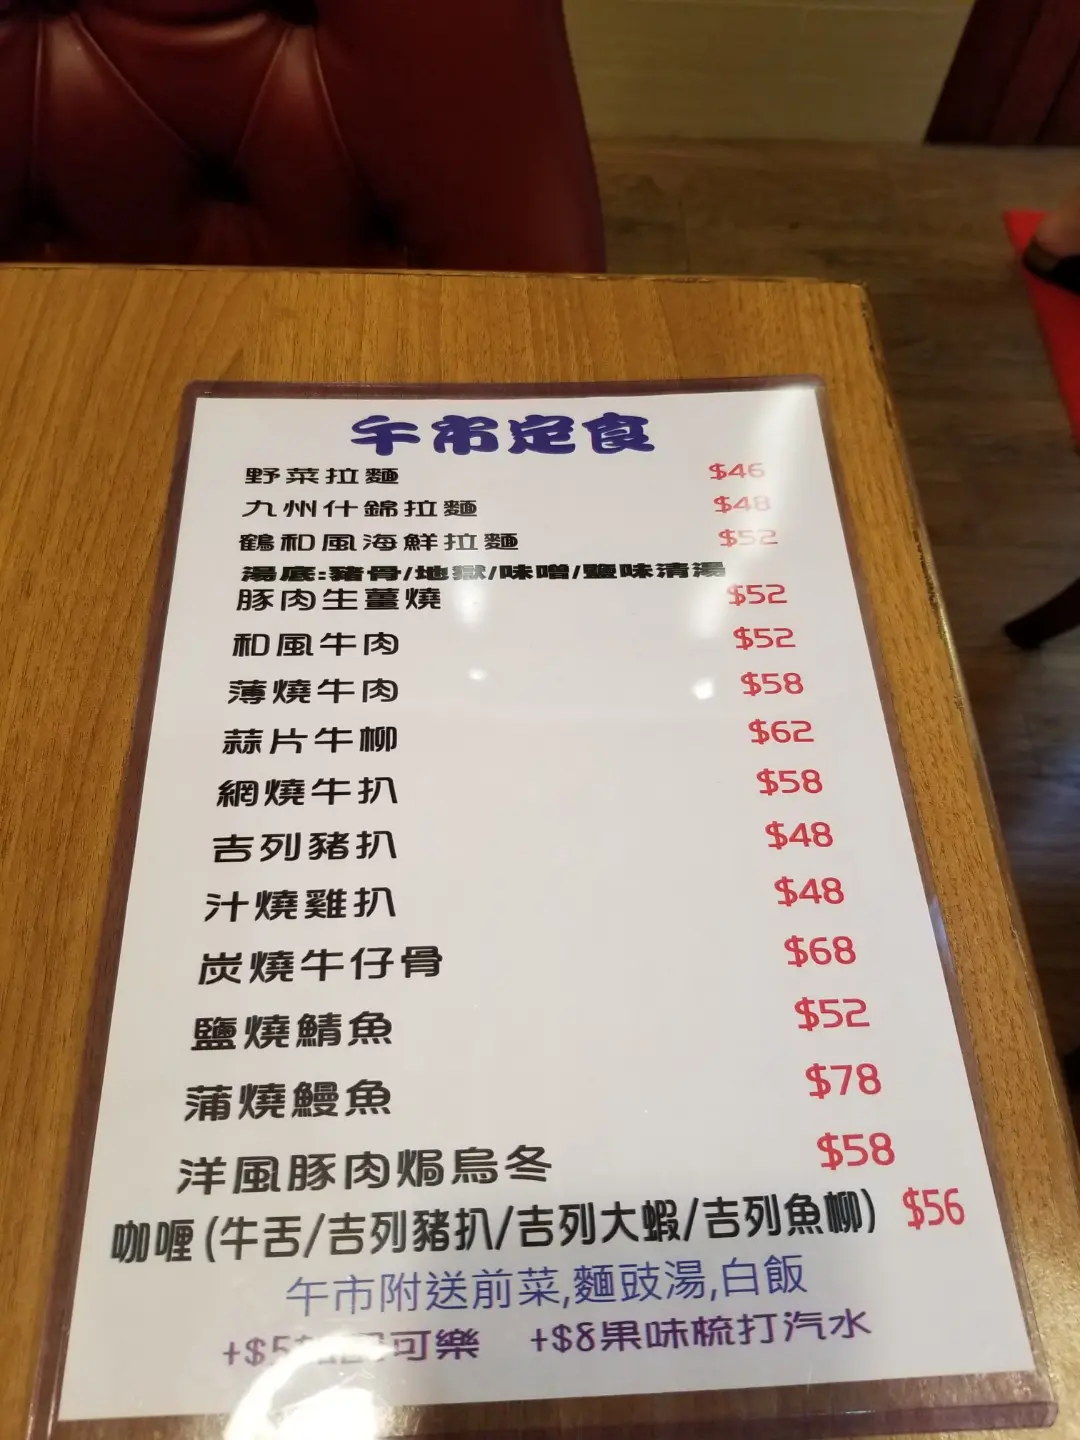 午市定食
野菜拉麵 $46
九州什錦拉麵 $48
鶴和風海鮮拉麵 $52
湯底:豬骨/地獄/味噌/鹽味清湯
豚肉生薑燒 $52
和風牛肉 $52
薄燒牛肉 $58
蒜片牛柳 $62
網燒牛扒 $58
吉列豬扒 $48
汁燒雞扒 $48
炭燒牛仔骨 $68
鹽燒鯖魚 $52
蒲燒鰻魚 $78
洋風豚肉焗烏冬 $58
咖喱(牛舌/吉列豬扒/吉列大蝦/吉列魚柳) $56
午市附送前菜,麵豉湯,白飯
+$5 可樂 +$8果味梳打汽水